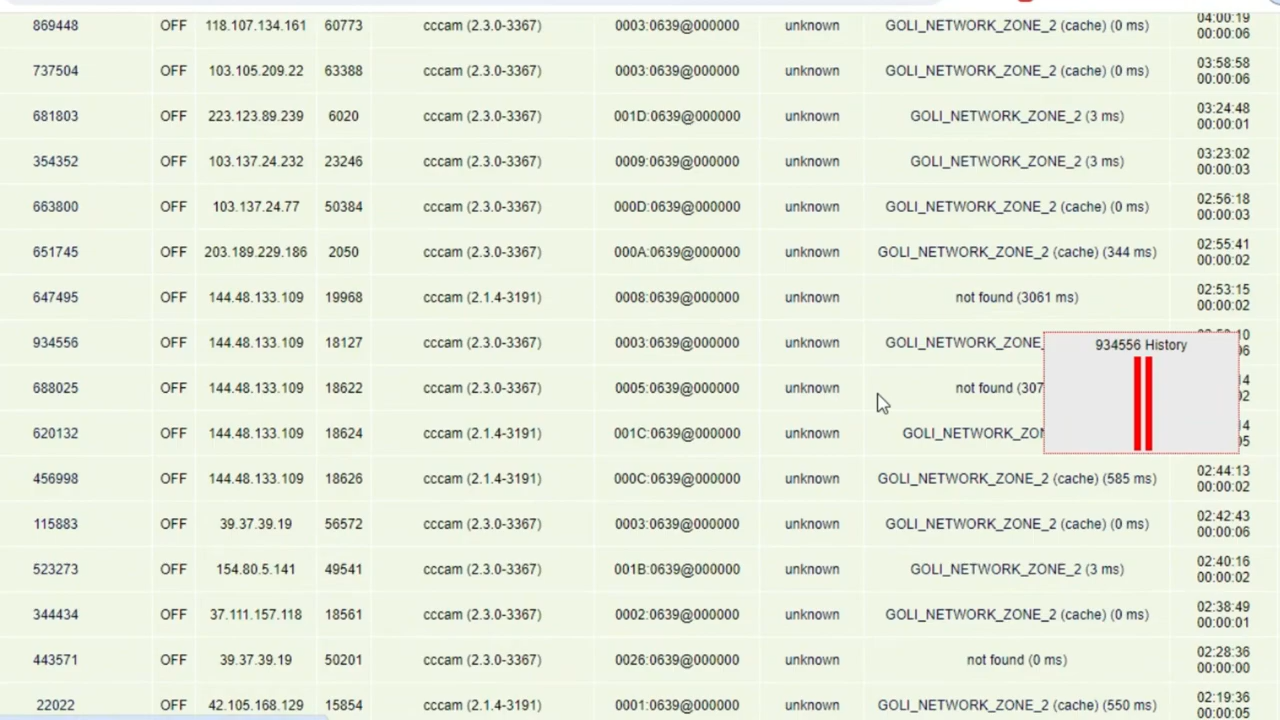 869448 OFF 118.107.134.161 60773 cccam (2.3.0-3367) 0003:0639@000000 unknown GOLI_NETWORK_ZONE_2 (cache) (0 ms) 04:00:19
00:00:06
737504 OFF 103.105.209.22 63388 cccam (2.3.0-3367) 0003:0639@000000 unknown GOLI_NETWORK_ZONE_2 (cache) (0 ms) 03:58:58
00:00:06
681803 OFF 223.123.89.239 6020 cccam (2.3.0-3367) 001D:0639@000000 unknown GOLI_NETWORK_ZONE_2 (3 ms) 03:24:48
00:00:01
354352 OFF 103.137.24.232 23246 cccam (2.3.0-3367) 0009:0639@000000 unknown GOLI_NETWORK_ZONE_2 (3 ms) 03:23:02
00:00:03
663800 OFF 103.137.24.77 50384 cccam (2.3.0-3367) 000D:0639@000000 unknown GOLI_NETWORK_ZONE_2 (cache) (0 ms) 02:56:18
00:00:03
651745 OFF 203.189.229.186 2050 cccam (2.3.0-3367) 000A:0639@000000 unknown GOLI_NETWORK_ZONE_2 (cache) (344 ms) 02:55:41
00:00:02
647495 OFF 144.48.133.109 19968 cccam (2.1.4-3191) 0008:0639@000000 unknown not found (3061 ms) 02:53:15
00:00:02
934556 OFF 144.48.133.109 18127 cccam (2.3.0-3367) 0003:0639@000000 unknown GOLI_NETWORK_ZONE_ 10
934556 History
96
688025 OFF 144.48.133.109 18622 cccam (2.3.0-3367) 0005:0639@000000 unknown not found (307 14
02
620132 OFF 144.48.133.109 18624 cccam (2.1.4-3191) 001C:0639@000000 unknown GOLI_NETWORK_ZON 14
05
456998 OFF 144.48.133.109 18626 cccam (2.1.4-3191) 000C:0639@000000 unknown GOLI_NETWORK_ZONE_2 (cache) (585 ms) 02:44:13
00:00:02
115883 OFF 39.37.39.19 56572 cccam (2.3.0-3367) 0003:0639@000000 unknown GOLI_NETWORK_ZONE_2 (cache) (0 ms) 02:42:43
00:00:06
523273 OFF 154.80.5.141 49541 cccam (2.3.0-3367) 001B:0639@000000 unknown GOLI_NETWORK_ZONE_2 (3 ms) 02:40:16
00:00:02
344434 OFF 37.111.157.118 18561 cccam (2.3.0-3367) 0002:0639@000000 unknown GOLI_NETWORK_ZONE_2 (cache) (0 ms) 02:38:49
00:00:01
443571 OFF 39.37.39.19 50201 cccam (2.3.0-3367) 0026:0639@000000 unknown not found (0 ms) 02:28:36
00:00:00
22022 OFF 42.105.168.129 15854 cccam (2.1.4-3191) 0001:0639@000000 unknown GOLI_NETWORK_ZONE_2 (cache) (550 ms) 02:19:36
00:00:05